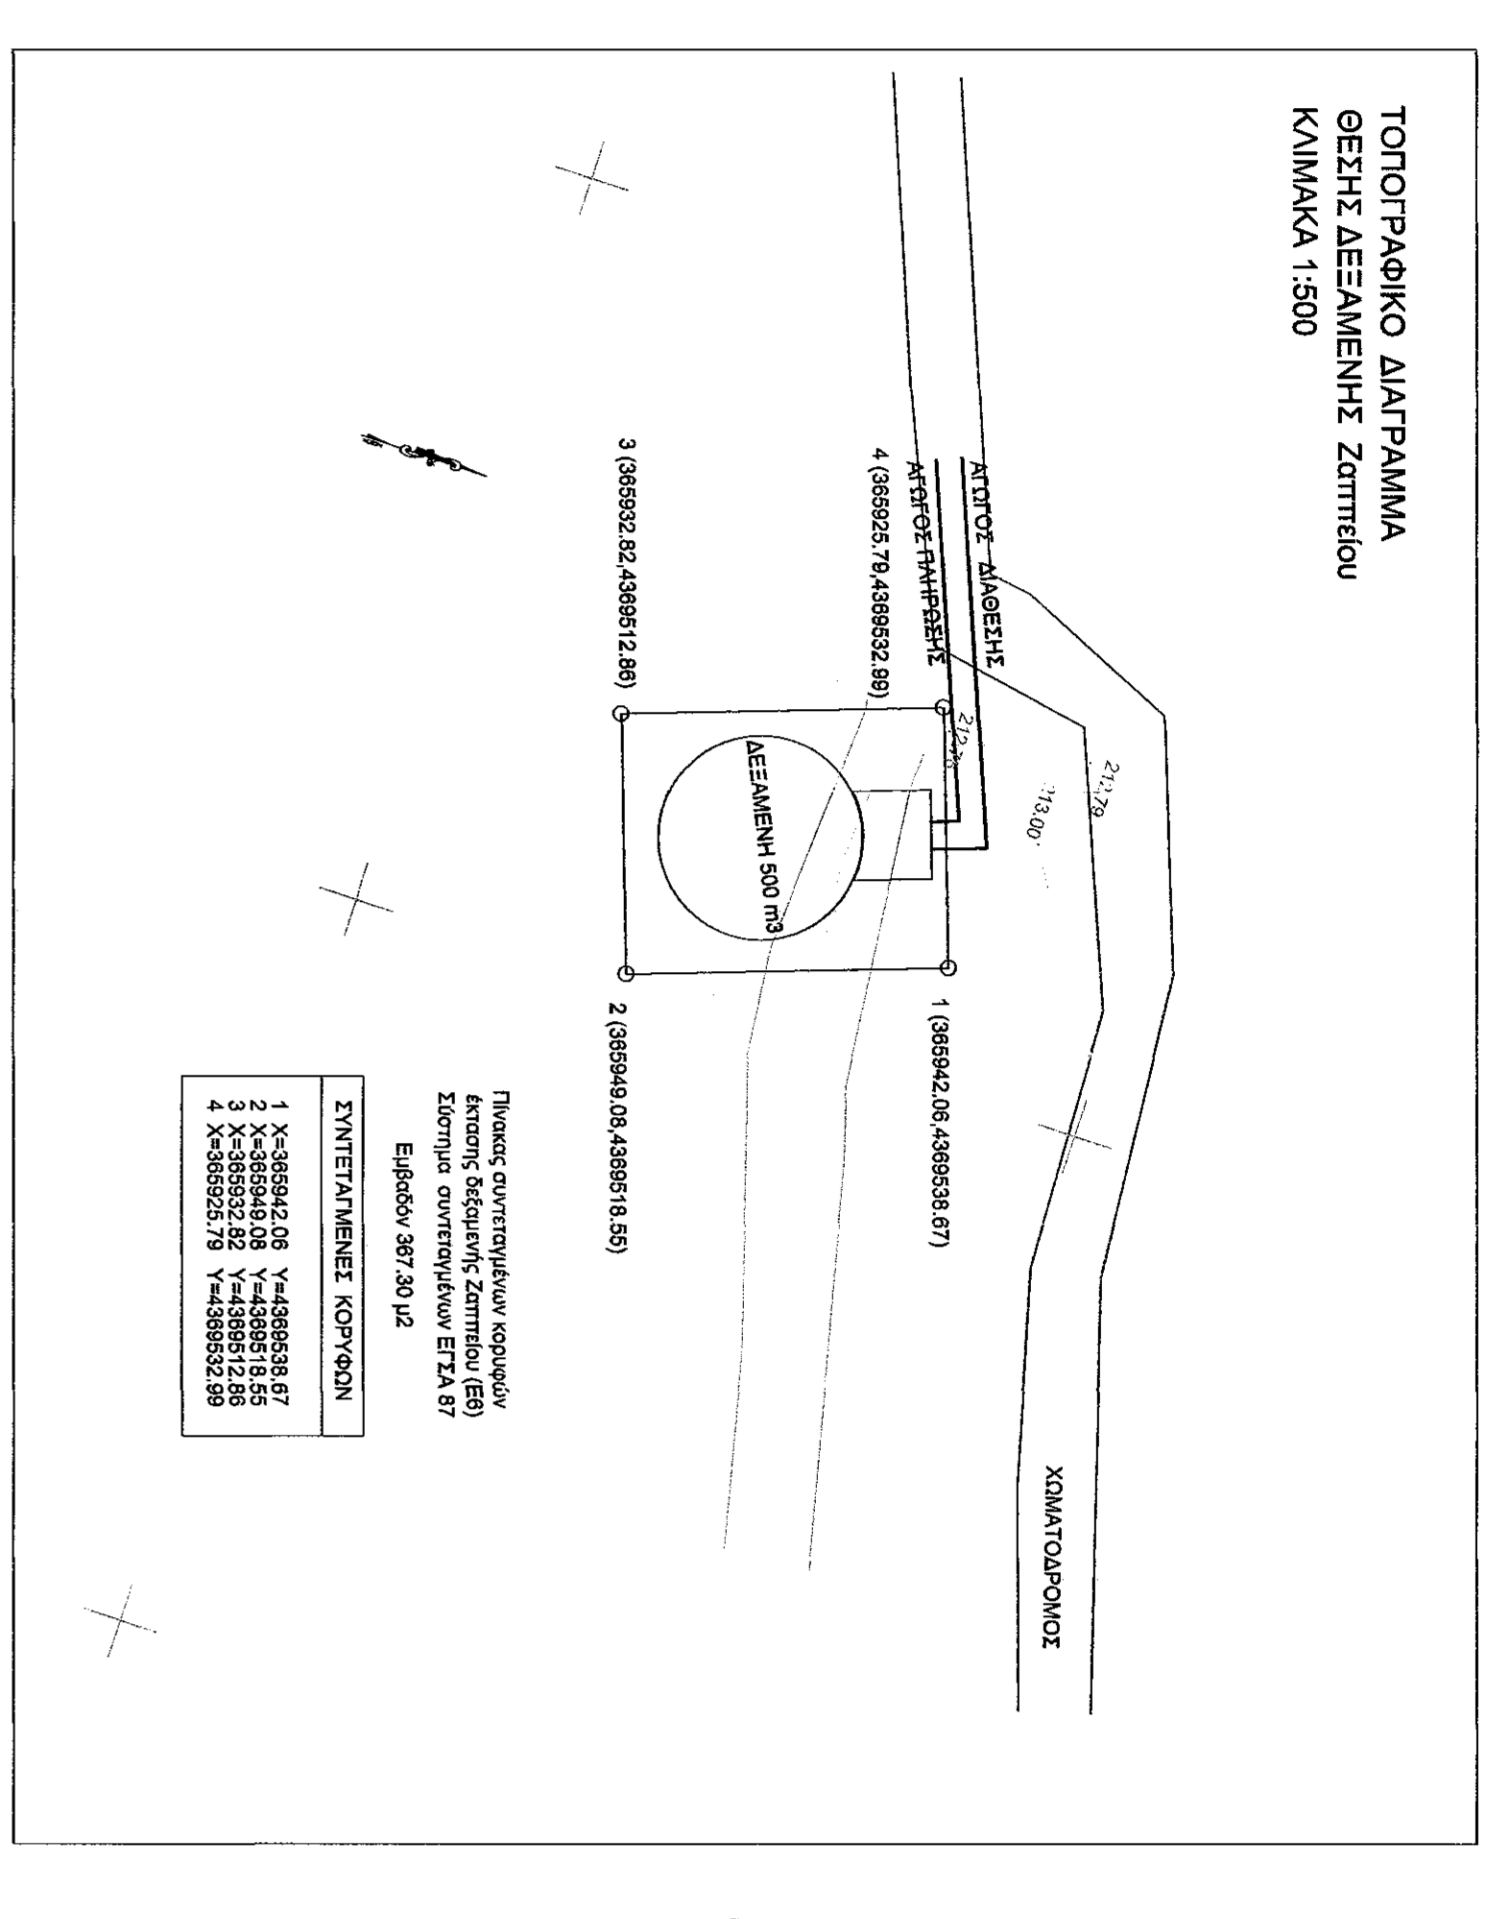 ΤΟΠΟΓΡΑΦΙΚΟ ΔΙΑΓΡΑΜΜΑ
ΘΕΣΗΣ ΔΕΞΑΜΕΝΗΣ Ζαππείου
ΚΛΙΜΑΚΑ 1:500
212,79
213.00
ΑΓΩΓΟΣ ΔΙΑΘΕΣΗΣ
ΑΓΩΓΟΣ ΠΛΗΡΩΣΗΣ
4 (365925.79,4369532.99)
1 (365942.06,4369538.67)
ΧΩΜΑΤΟΔΡΟΜΟΣ
ΔΕΞΑΜΕΝΗ 500 m3
3 (365932.82,4369512.86)
2 (365949.08,4369518.55)
Πίνακας συντεταγμένων κορυφών
έκτασης δεξαμενής Ζαππείου (Ε6)
Σύστημα συντεταγμένων ΕΓΣΑ 87
Εμβαδόν 367.30 μ2
ΣΥΝΤΕΤΑΓΜΕΝΕΣ ΚΟΡΥΦΩΝ
1 X=365942.06 Y=4369538.67
2 X=365949.08 Y=4369518.55
3 X=365932.82 Y=4369512.86
4 X=365925.79 Y=4369532.99